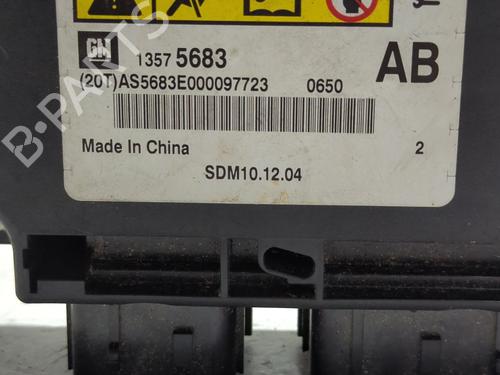 GM 1357 5683 AB
(20T)AS5683E000097723 0650
Made In China 2
SDM10.12.04
B-PARTS